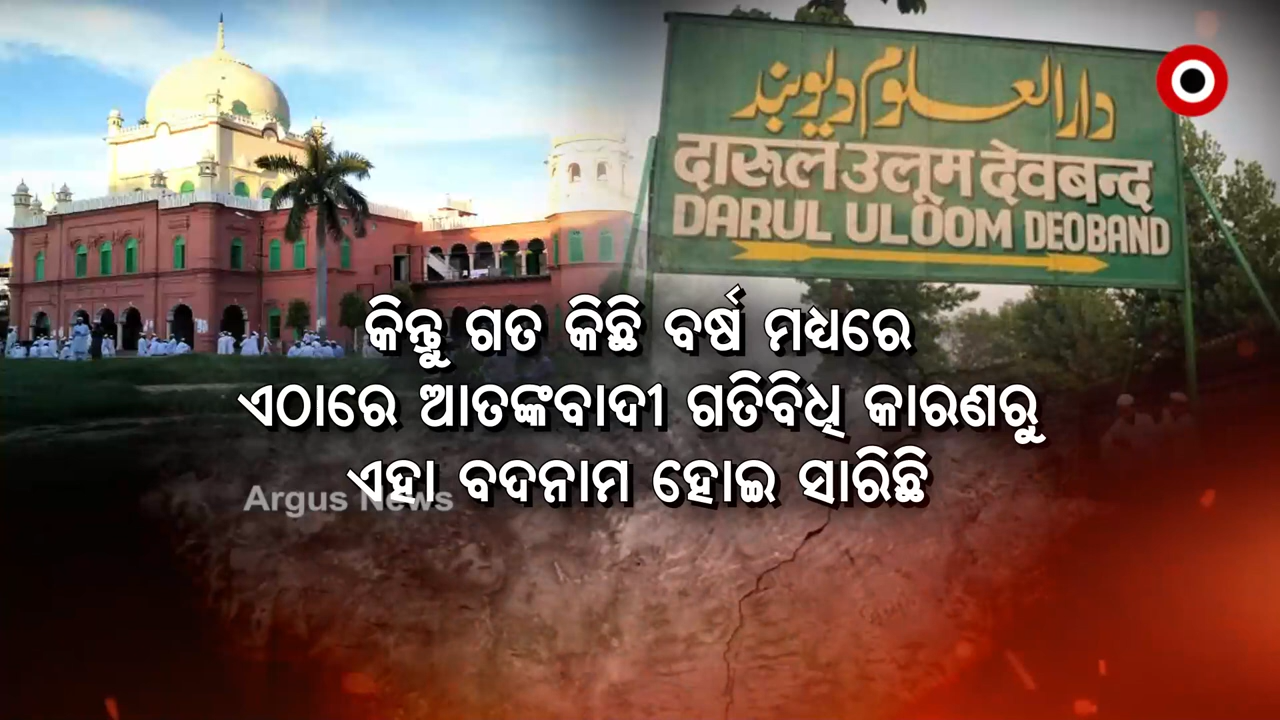 دارالعلوم دیوبند
दारूल उलूम देवबन्द
DARUL ULOOM DEOBAND
କିନ୍ତୁ ଗତ କିଛି ବର୍ଷ ମଧ୍ୟରେ
ଏଠାରେ ଆତଙ୍କବାଦୀ ଗତିବିଧି କାରଣରୁ
ଏହା ବଦନାମ ହୋଇ ସାରିଛି
Argus News